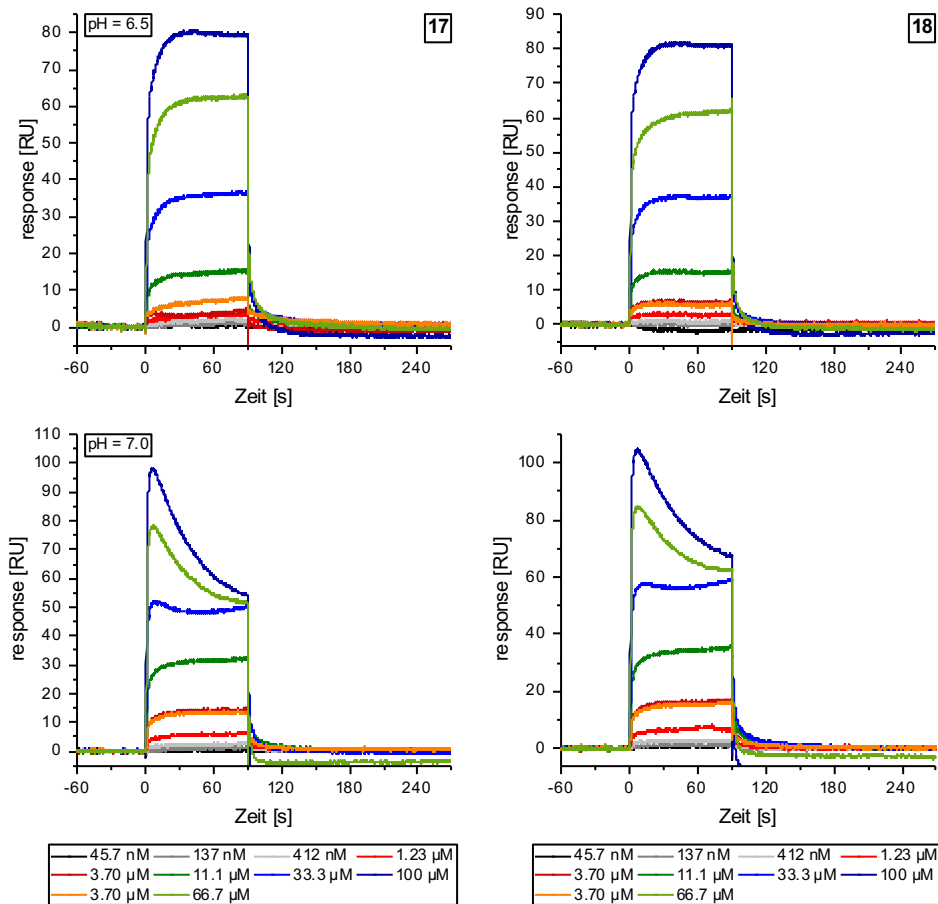 pH = 6.5
17
80
70
60
50
40
30
20
10
0
response [RU]
-60 0 60 120 180 240
Zeit [s]
18
90
80
70
60
50
40
30
20
10
0
response [RU]
-60 0 60 120 180 240
Zeit [s]
pH = 7.0
110
100
90
80
70
60
50
40
30
20
10
0
response [RU]
-60 0 60 120 180 240
Zeit [s]
100
80
60
40
20
0
response [RU]
-60 0 60 120 180 240
Zeit [s]
45.7 nM 137 nM 412 nM 1.23 µM
3.70 µM 11.1 µM 33.3 µM 100 µM
3.70 µM 66.7 µM
45.7 nM 137 nM 412 nM 1.23 µM
3.70 µM 11.1 µM 33.3 µM 100 µM
3.70 µM 66.7 µM